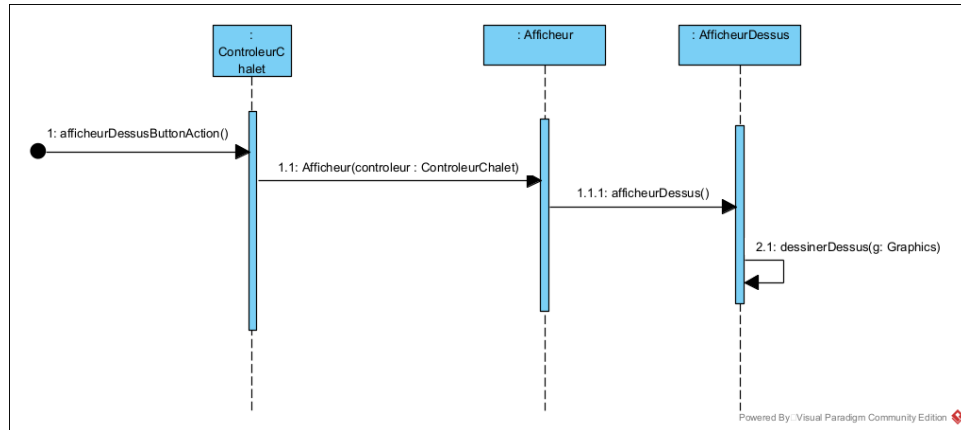 :
ControleurC
halet
: Afficheur
: AfficheurDessus
1: afficheurDessusButtonAction()
1.1: Afficheur(controleur : ControleurChalet)
1.1.1: afficheurDessus()
2.1: dessinerDessus(g: Graphics)
Powered By Visual Paradigm Community Edition